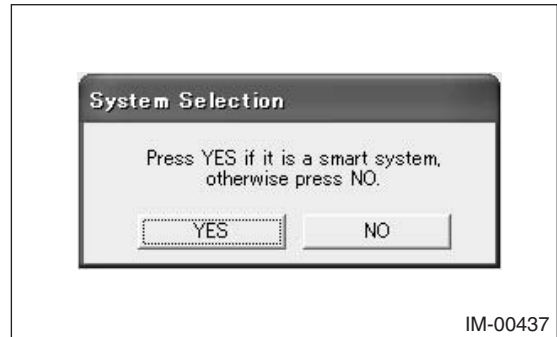 System Selection
Press YES if it is a smart system,
otherwise press NO.
YES
NO
IM-00437